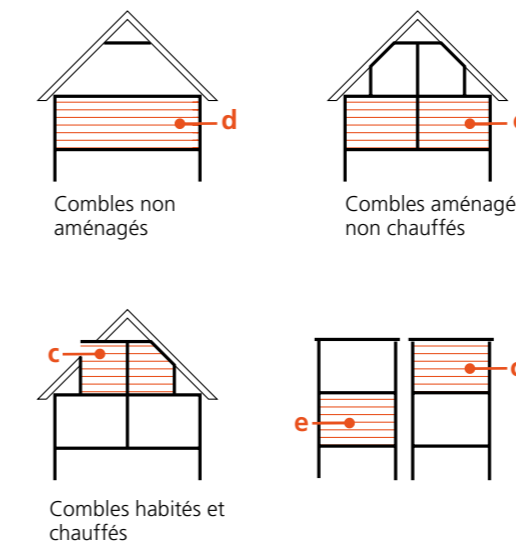 d
Combles non
aménagés
Combles aménagé
non chauffés
c
e
Combles habités et
chauffés